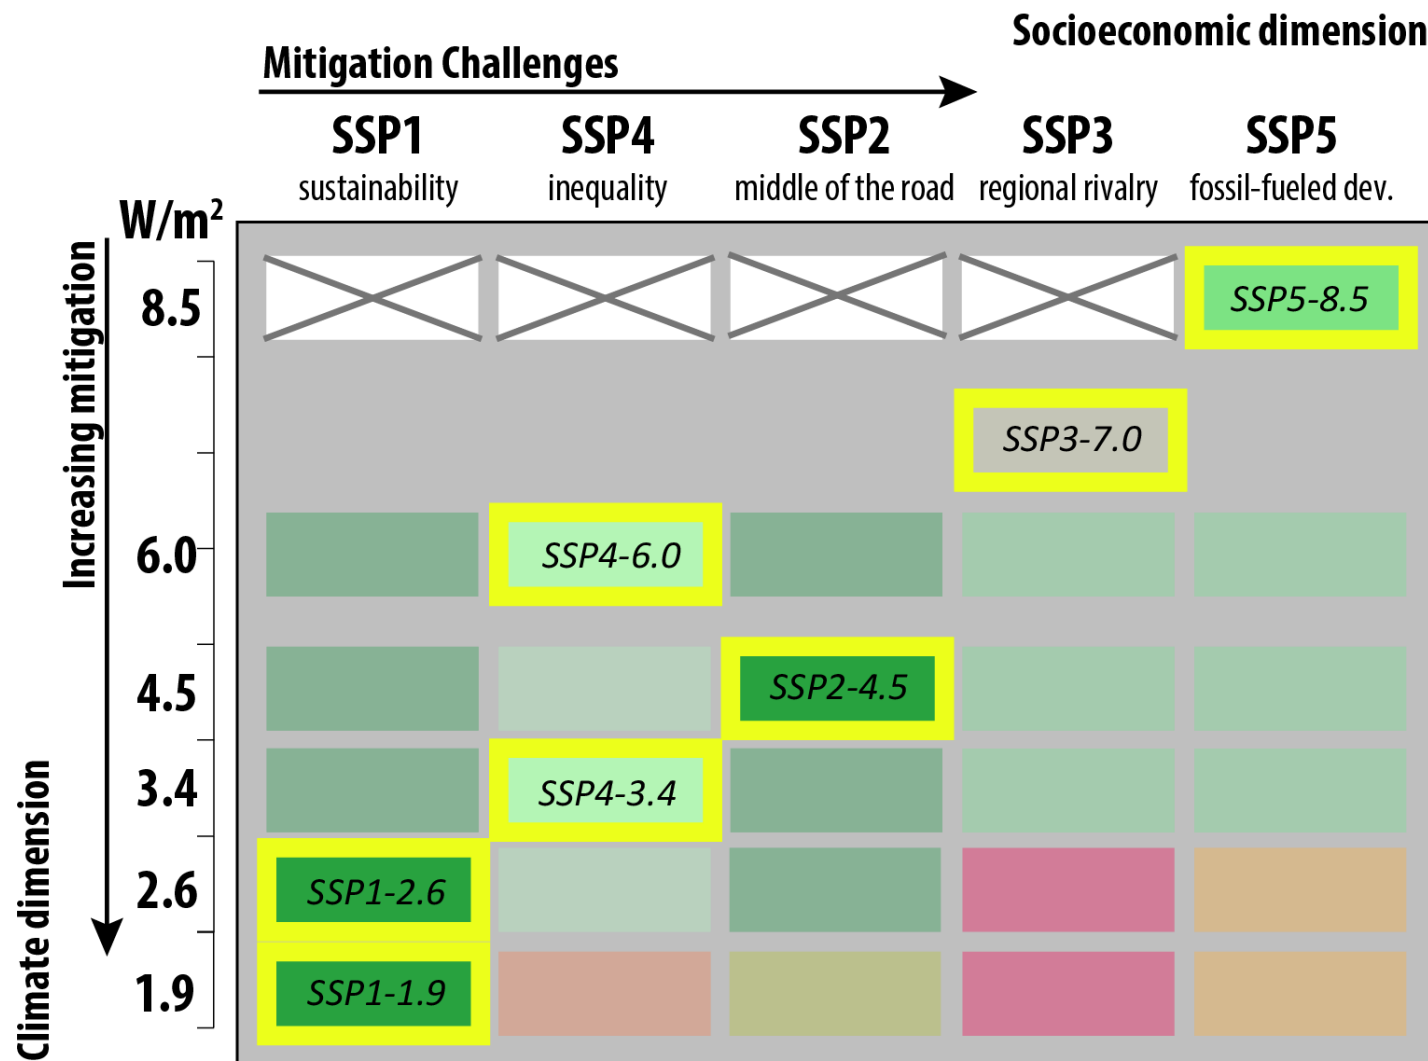 Socioeconomic dimension
Mitigation Challenges
SSP1 SSP4 SSP2 SSP3 SSP5
sustainability inequality middle of the road regional rivalry fossil-fueled dev.
W/m²
Increasing mitigation
Climate dimension
8.5 SSP5-8.5
SSP3-7.0
6.0 SSP4-6.0
4.5 SSP2-4.5
3.4 SSP4-3.4
2.6 SSP1-2.6
1.9 SSP1-1.9